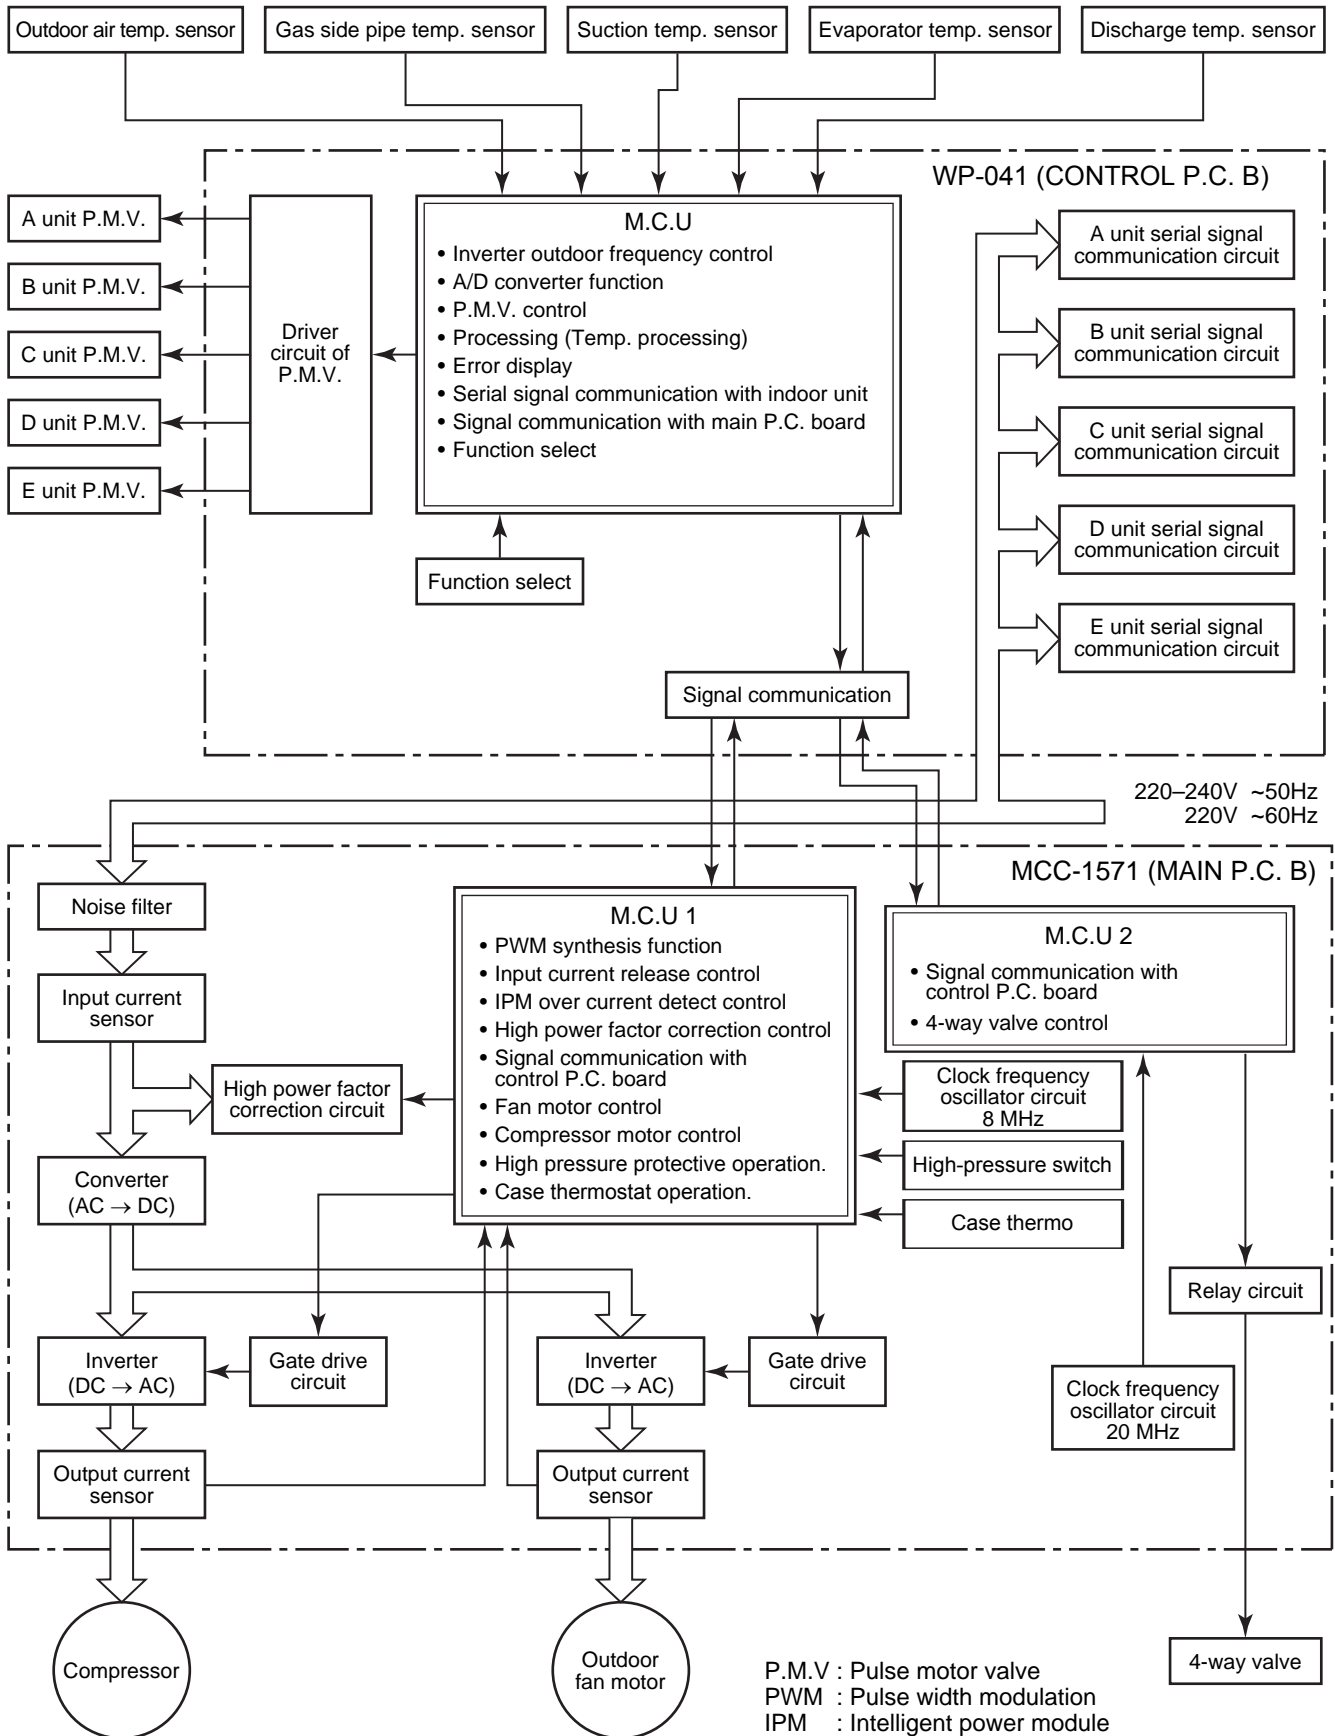 Outdoor air temp. sensor
Gas side pipe temp. sensor
Suction temp. sensor
Evaporator temp. sensor
Discharge temp. sensor
WP-041 (CONTROL P.C. B)
A unit P.M.V.
B unit P.M.V.
C unit P.M.V.
D unit P.M.V.
E unit P.M.V.
Driver
circuit of
P.M.V.
M.C.U
• Inverter outdoor frequency control
• A/D converter function
• P.M.V. control
• Processing (Temp. processing)
• Error display
• Serial signal communication with indoor unit
• Signal communication with main P.C. board
• Function select
Function select
A unit serial signal
communication circuit
B unit serial signal
communication circuit
C unit serial signal
communication circuit
D unit serial signal
communication circuit
E unit serial signal
communication circuit
Signal communication
220–240V ~50Hz
220V ~60Hz
MCC-1571 (MAIN P.C. B)
Noise filter
Input current
sensor
High power factor
correction circuit
Converter
(AC → DC)
M.C.U 1
• PWM synthesis function
• Input current release control
• IPM over current detect control
• High power factor correction control
• Signal communication with
control P.C. board
• Fan motor control
• Compressor motor control
• High pressure protective operation.
• Case thermostat operation.
M.C.U 2
• Signal communication with
control P.C. board
• 4-way valve control
Clock frequency
oscillator circuit
8 MHz
High-pressure switch
Case thermo
Relay circuit
Inverter
(DC → AC)
Gate drive
circuit
Inverter
(DC → AC)
Gate drive
circuit
Clock frequency
oscillator circuit
20 MHz
Output current
sensor
Output current
sensor
Compressor
Outdoor
fan motor
4-way valve
P.M.V : Pulse motor valve
PWM : Pulse width modulation
IPM : Intelligent power module